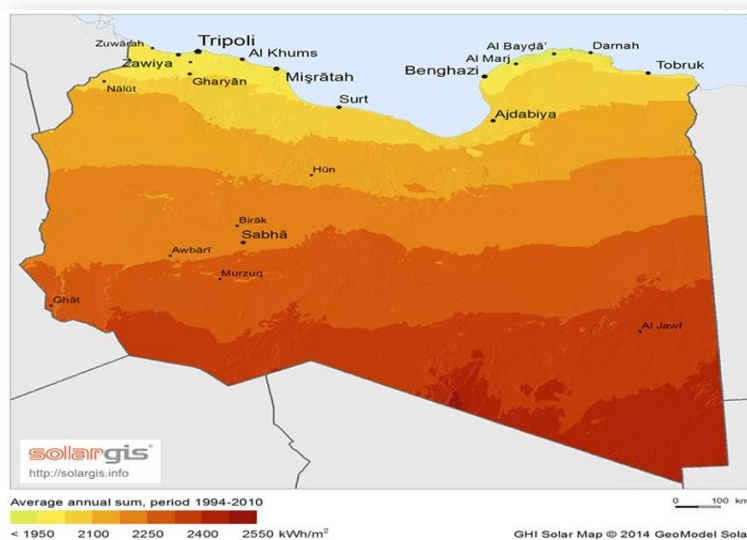 Zuwārah
Tripoli
Zawiya
Al Khums
Gharyān
Mişrātah
Nālūt
Surt
Al Bayḑā'
Darnah
Al Marj
Benghazi
Tobruk
Ajdabiya
Hūn
Birāk
Sabhā
Awbārī
Murzuq
Ghāt
Al Jawf
solargis
http://solargis.info
Average annual sum, period 1994-2010
< 1950 2100 2250 2400 2550 kWh/m²
0 100 km
GHI Solar Map © 2014 GeoModel Sola